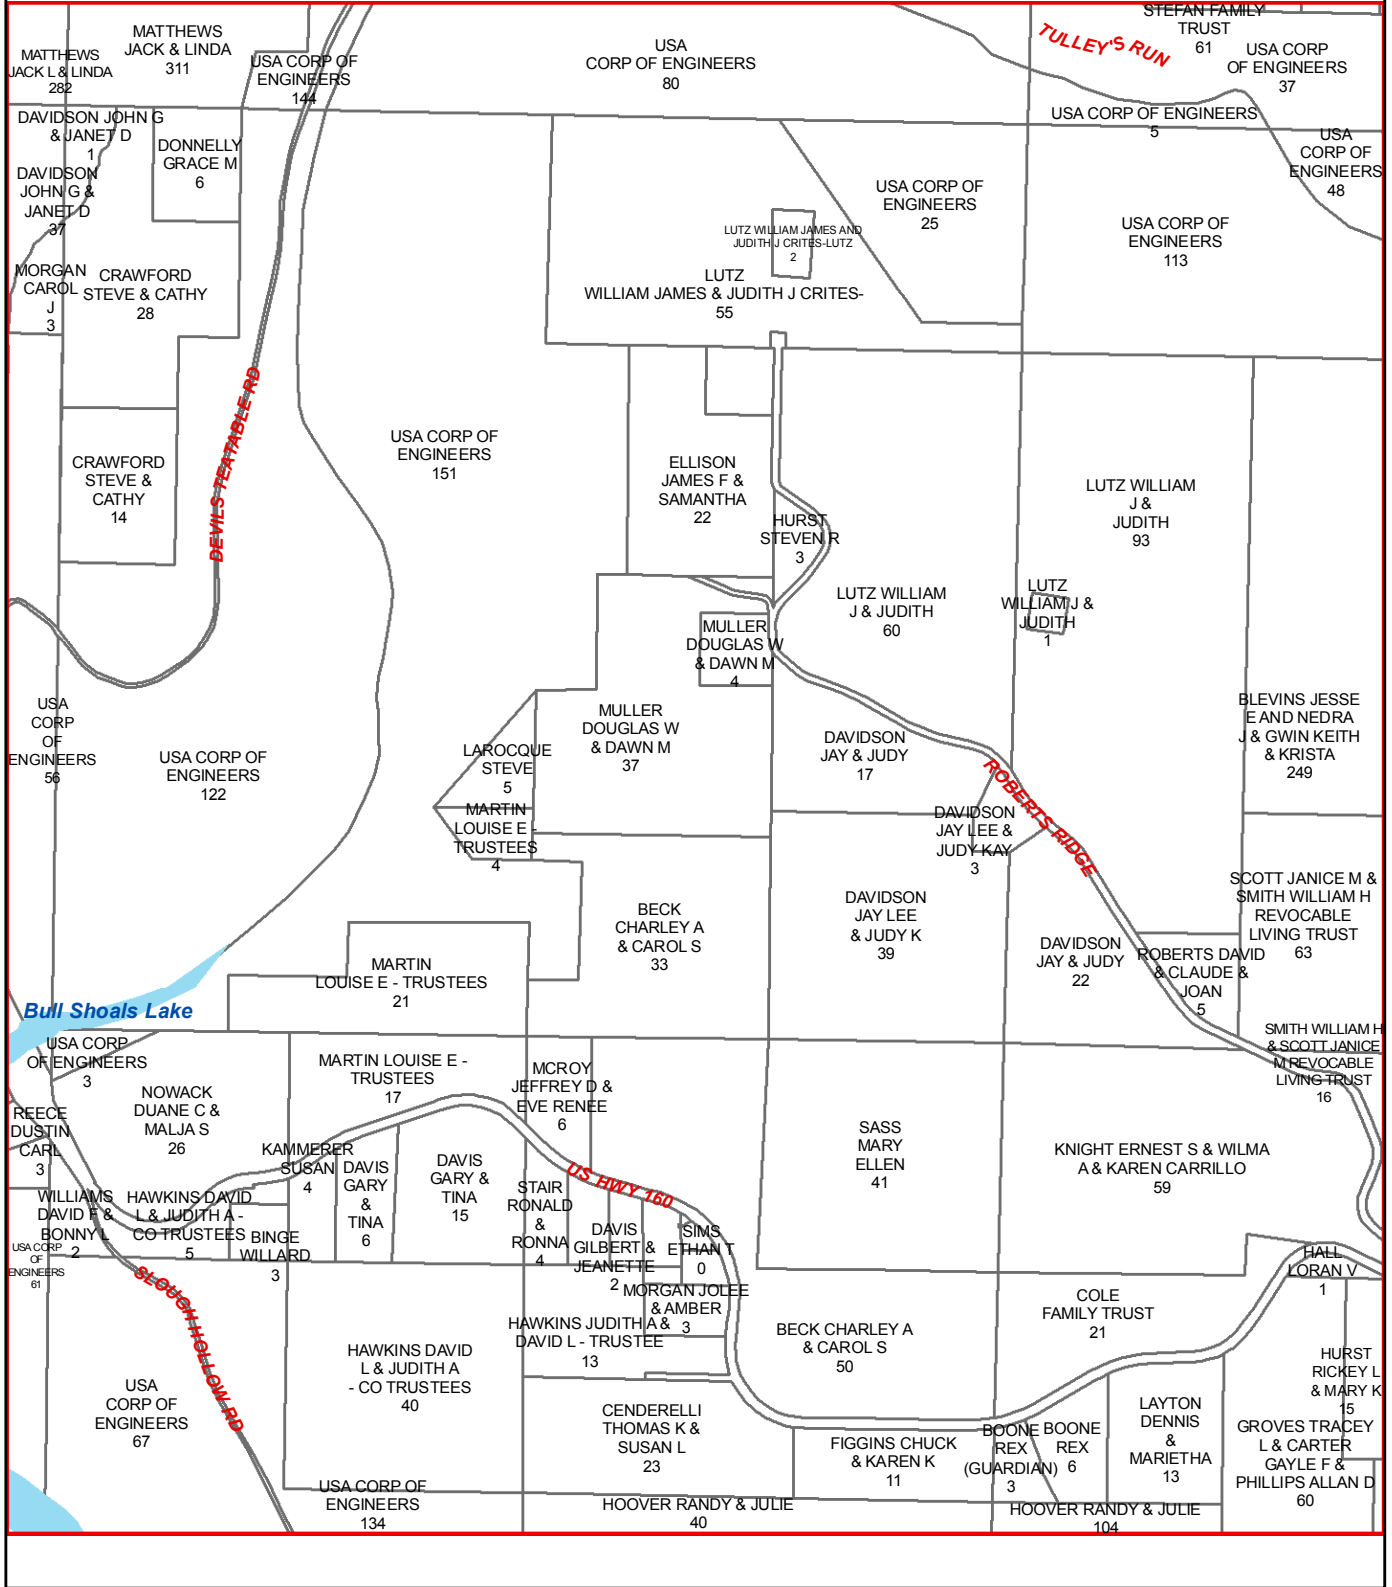 STEFAN FAMILY
TRUST
61
TULLEY'S RUN
MATTHEWS
JACK & LINDA
311
MATTHEWS
JACK L & LINDA
282
USA CORP OF
ENGINEERS
144
USA
CORP OF ENGINEERS
80
USA CORP
OF ENGINEERS
37
USA CORP OF ENGINEERS
5
USA
CORP OF
ENGINEERS
48
DAVIDSON JOHN G
& JANET D
1
DONNELLY
GRACE M
6
DAVIDSON
JOHN G &
JANET D
37
USA CORP OF
ENGINEERS
25
USA CORP OF
ENGINEERS
113
LUTZ WILLIAM JAMES AND
JUDITH J CRITES-LUTZ
2
MORGAN
CAROL
J
3
CRAWFORD
STEVE & CATHY
28
LUTZ
WILLIAM JAMES & JUDITH J CRITES-
55
DEVILS TEATABLE RD
CRAWFORD
STEVE &
CATHY
14
USA CORP OF
ENGINEERS
151
ELLISON
JAMES F &
SAMANTHA
22
HURST
STEVEN R
3
LUTZ WILLIAM
J &
JUDITH
93
LUTZ WILLIAM
J & JUDITH
60
LUTZ
WILLIAM J &
JUDITH
1
MULLER
DOUGLAS W
& DAWN M
4
USA
CORP
OF
ENGINEERS
56
USA CORP OF
ENGINEERS
122
LAROCQUE
STEVE
5
MULLER
DOUGLAS W
& DAWN M
37
DAVIDSON
JAY & JUDY
17
BLEVINS JESSE
E AND NEDRA
J & GWIN KEITH
& KRISTA
249
ROBERTS RIDGE
MARTIN
LOUISE E -
TRUSTEES
4
DAVIDSON
JAY LEE &
JUDY KAY
3
BECK
CHARLEY A
& CAROL S
33
DAVIDSON
JAY LEE
& JUDY K
39
SCOTT JANICE M &
SMITH WILLIAM H
REVOCABLE
LIVING TRUST
63
DAVIDSON
JAY & JUDY
22
ROBERTS DAVID
& CLAUDE &
JOAN
5
MARTIN
LOUISE E - TRUSTEES
21
Bull Shoals Lake
USA CORP
OF ENGINEERS
3
SMITH WILLIAM H
& SCOTT JANICE
M REVOCABLE
LIVING TRUST
16
MARTIN LOUISE E -
TRUSTEES
17
MCROY
JEFFREY D &
EVE RENEE
6
NOWACK
DUANE C &
MALJA S
26
REECE
DUSTIN
CARL
3
KAMMERER
SUSAN
4
DAVIS
GARY
&
TINA
6
DAVIS
GARY &
TINA
15
STAIR
RONALD
&
RONNA
4
US HWY 160
SASS
MARY
ELLEN
41
KNIGHT ERNEST S & WILMA
A & KAREN CARRILLO
59
WILLIAMS
DAVID F &
BONNY L
2
HAWKINS DAVID
L & JUDITH A -
CO TRUSTEES
5
BINGE
WILLARD
3
DAVIS
GILBERT &
JEANETTE
2
SIMS
ETHAN T
0
USA CORP
OF
ENGINEERS
61
SLOUGH HOLLOW RD
MORGAN JOLEE
& AMBER
3
HALL
LORAN V
1
COLE
FAMILY TRUST
21
HAWKINS JUDITH A &
DAVID L - TRUSTEE
13
BECK CHARLEY A
& CAROL S
50
HAWKINS DAVID
L & JUDITH A
- CO TRUSTEES
40
HURST
RICKEY L
& MARY K
15
USA
CORP OF
ENGINEERS
67
CENDERELLI
THOMAS K &
SUSAN L
23
FIGGINS CHUCK
& KAREN K
11
BOONE
REX
(GUARDIAN)
3
BOONE
REX
6
LAYTON
DENNIS
&
MARIETHA
13
GROVES TRACEY
L & CARTER
GAYLE F &
PHILLIPS ALLAN D
60
USA CORP OF
ENGINEERS
134
HOOVER RANDY & JULIE
40
HOOVER RANDY & JULIE
104